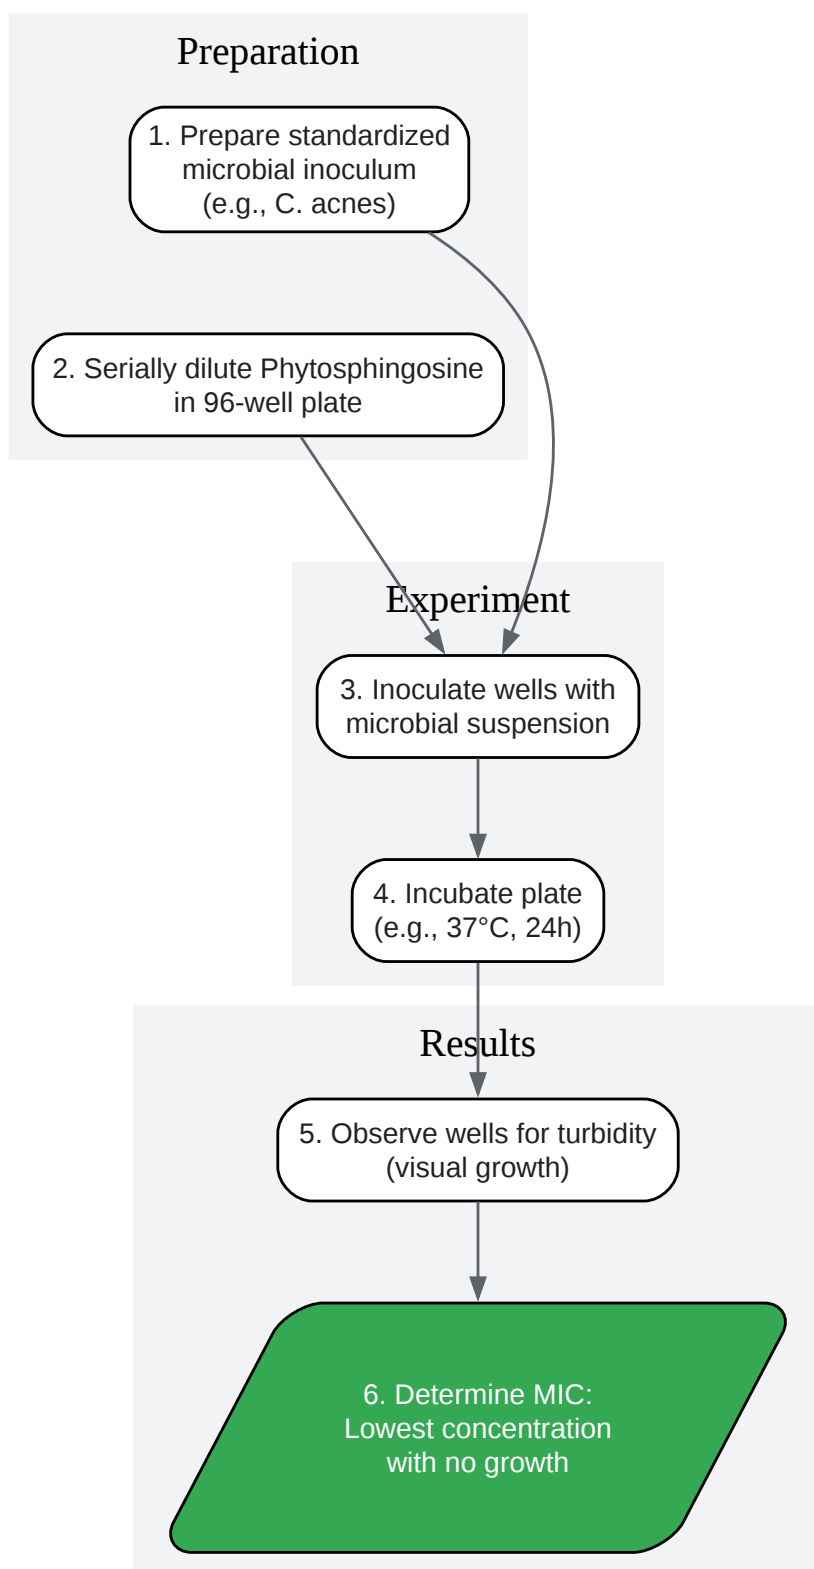 Preparation
1. Prepare standardized
microbial inoculum
(e.g., C. acnes)
2. Serially dilute Phytosphingosine
in 96-well plate
Experiment
3. Inoculate wells with
microbial suspension
4. Incubate plate
(e.g., 37°C, 24h)
Results
5. Observe wells for turbidity
(visual growth)
6. Determine MIC:
Lowest concentration
with no growth